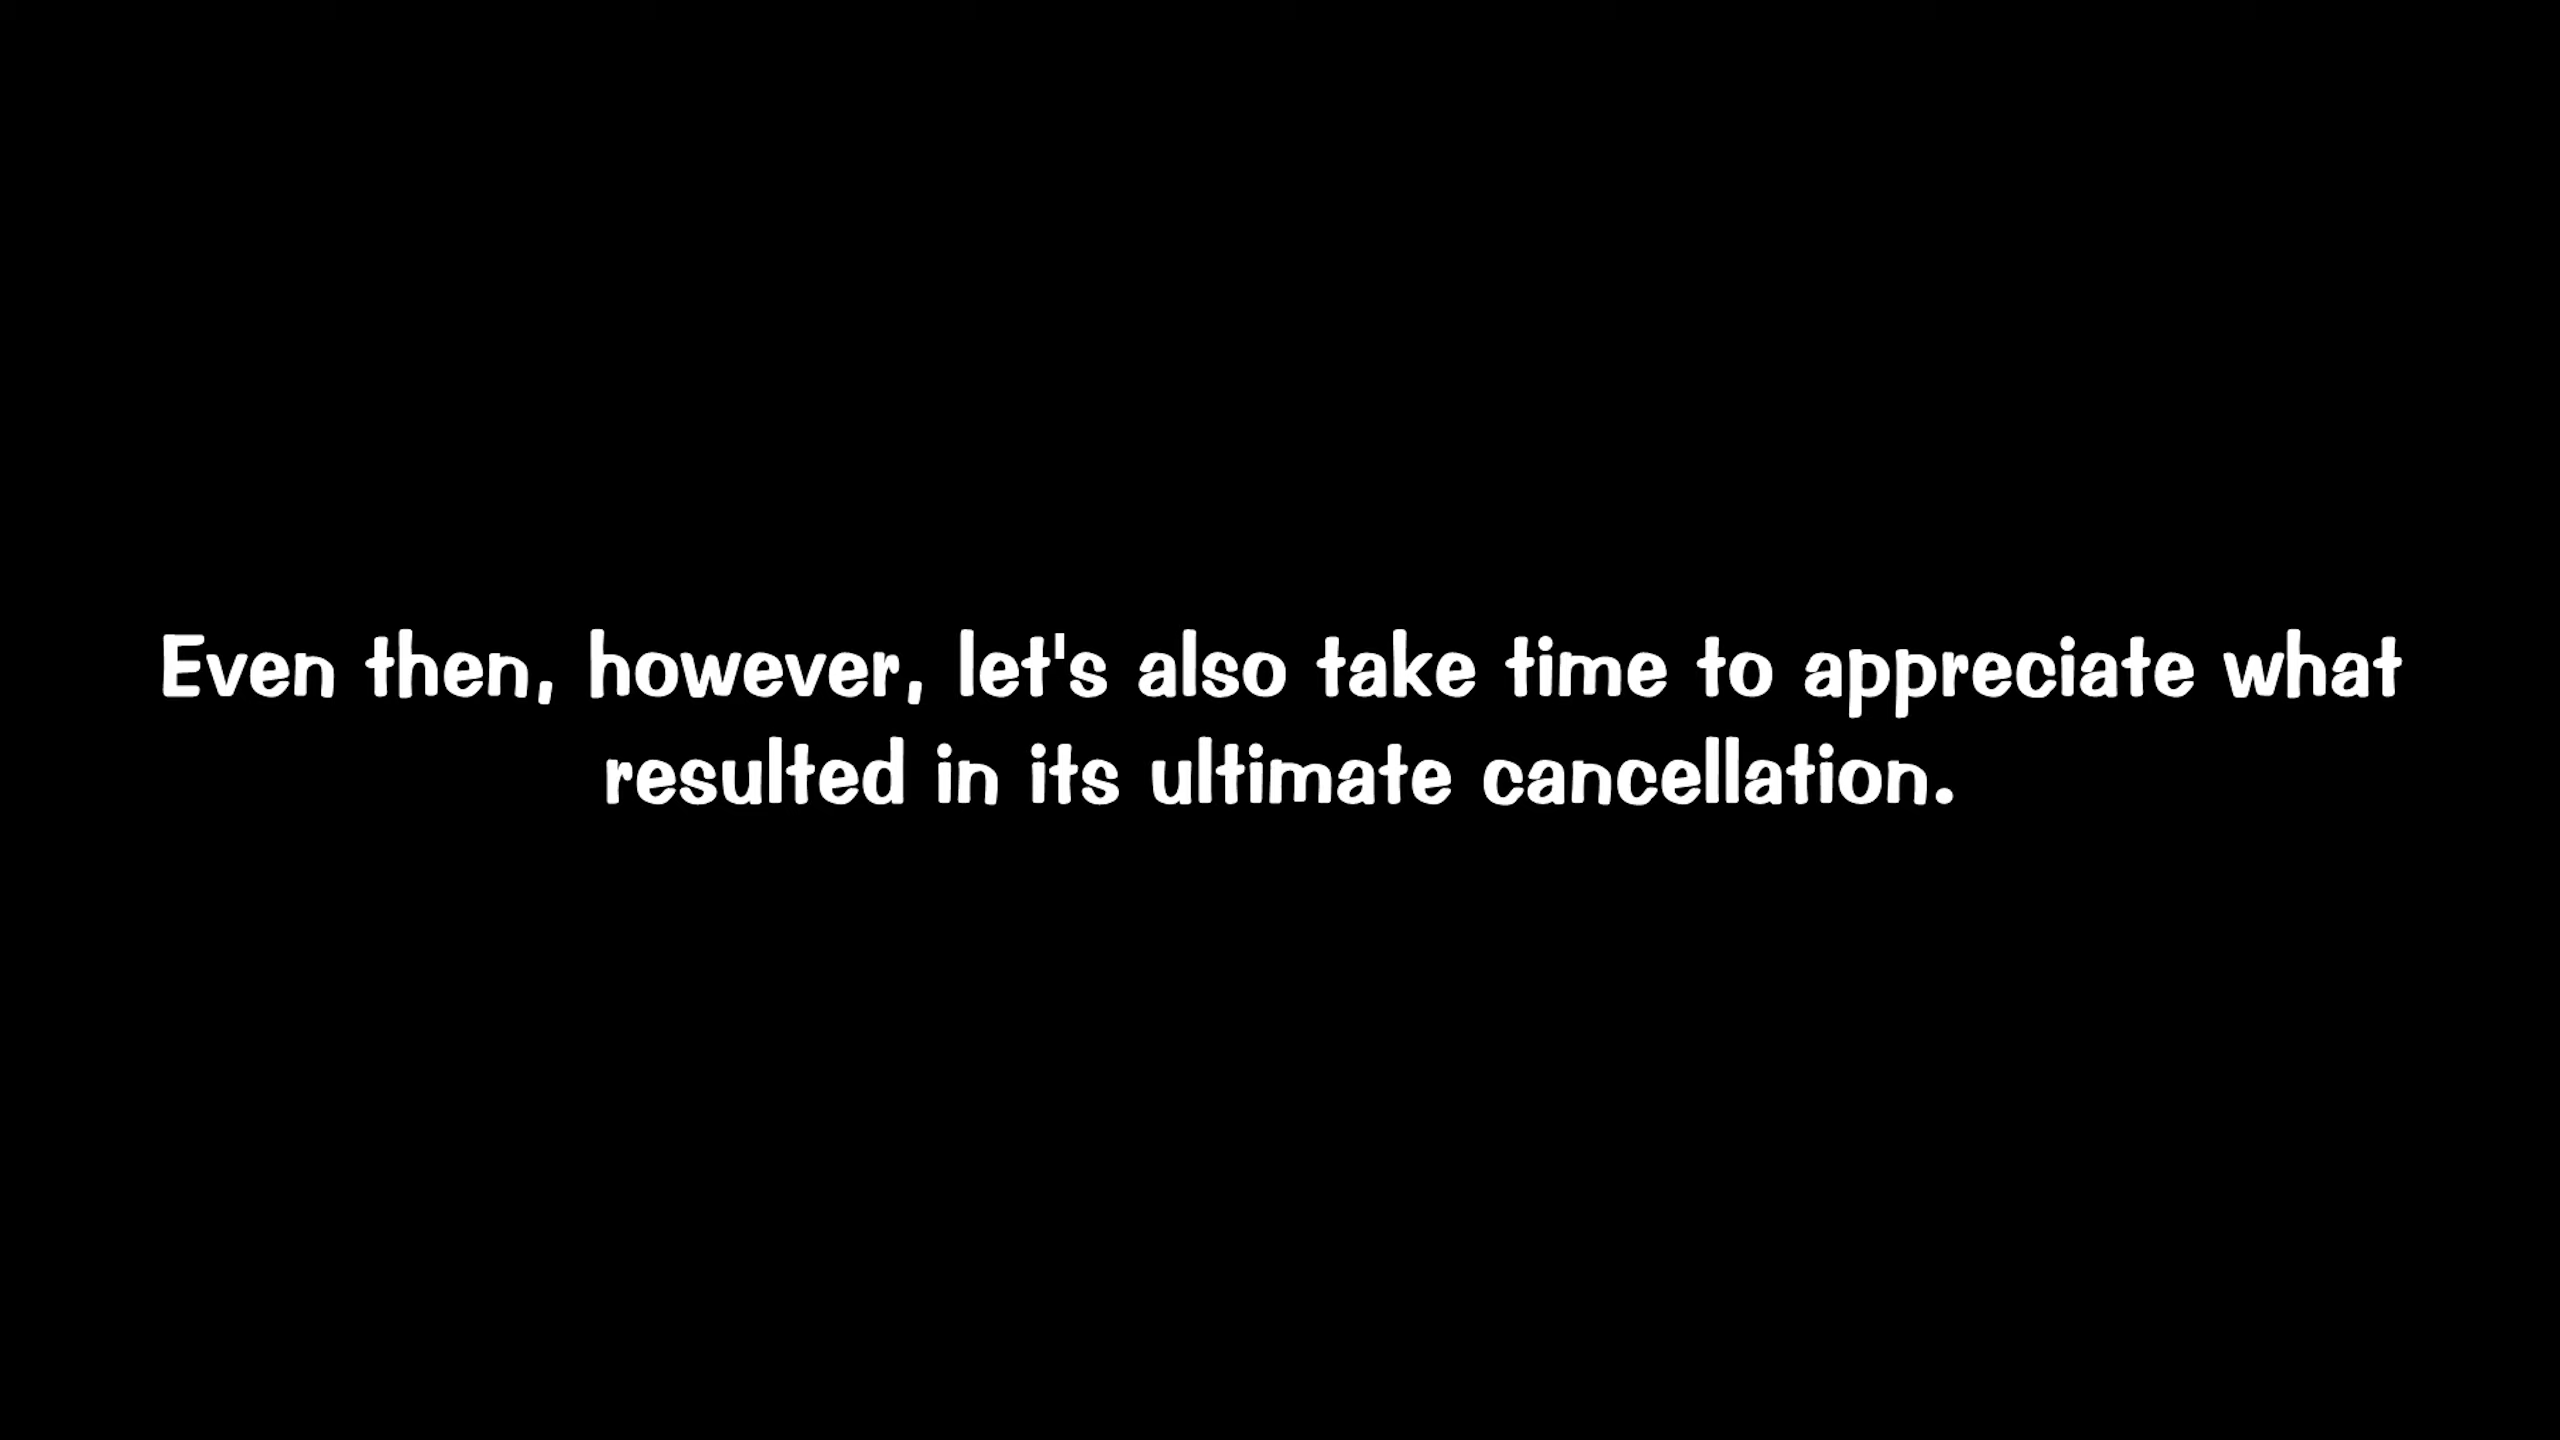 Even then, however, let's also take time to appreciate what
resulted in its ultimate cancellation.